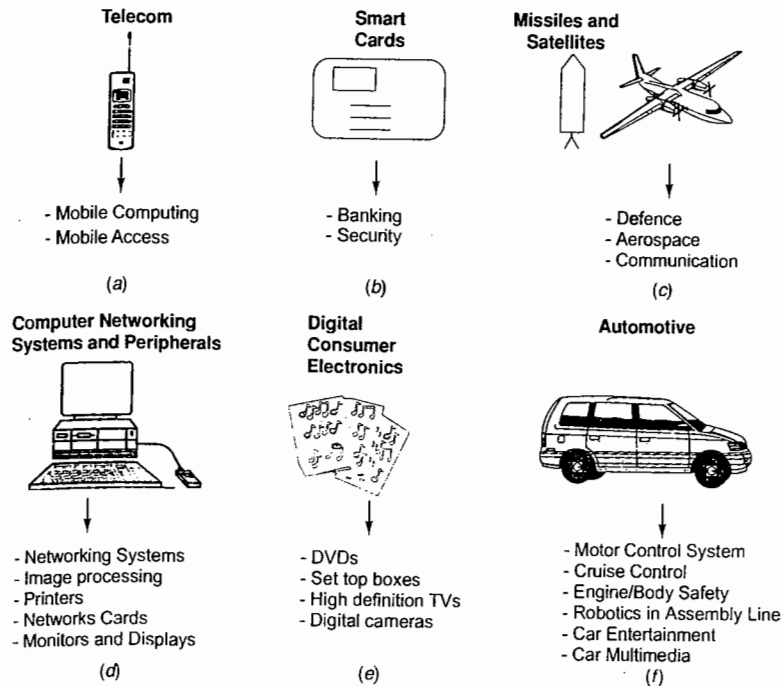 Telecom
- Mobile Computing
- Mobile Access
(a)
Smart
Cards
- Banking
- Security
(b)
Missiles and
Satellites
- Defence
- Aerospace
- Communication
(c)
Computer Networking
Systems and Peripherals
- Networking Systems
- Image processing
- Printers
- Networks Cards
- Monitors and Displays
(d)
Digital
Consumer
Electronics
- DVDs
- Set top boxes
- High definition TVs
- Digital cameras
(e)
Automotive
- Motor Control System
- Cruise Control
- Engine/Body Safety
- Robotics in Assembly Line
- Car Entertainment
- Car Multimedia
(f)